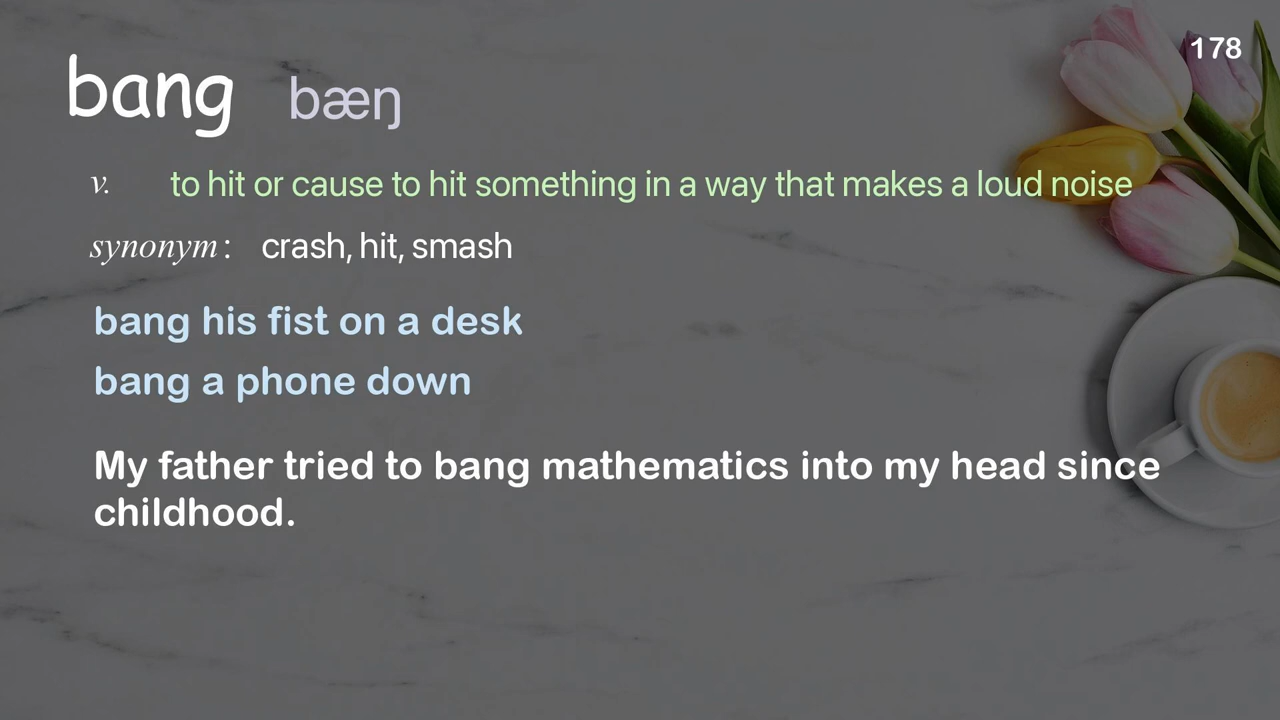 178
bang bæŋ
v. to hit or cause to hit something in a way that makes a loud noise
synonym: crash, hit, smash
bang his fist on a desk
bang a phone down
My father tried to bang mathematics into my head since
childhood.